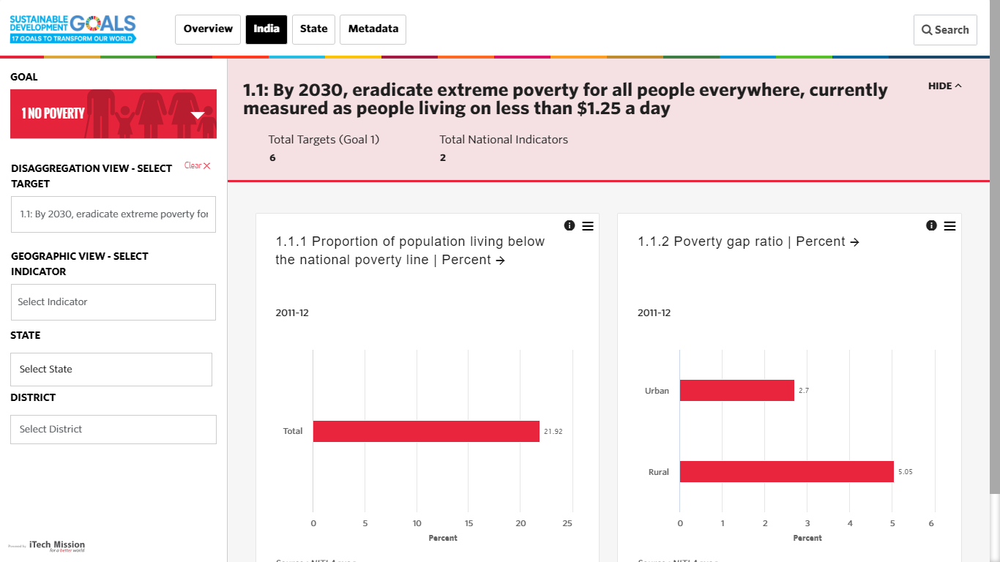 SUSTAINABLE DEVELOPMENT GOALS
17 GOALS TO TRANSFORM OUR WORLD
Overview
India
State
Metadata
Search
GOAL
1 NO POVERTY
DISAGGREGATION VIEW - SELECT
TARGET
Clear
1.1: By 2030, eradicate extreme poverty for
GEOGRAPHIC VIEW - SELECT
INDICATOR
Select Indicator
STATE
Select State
DISTRICT
Select District
Powered by iTech Mission
for a better world
1.1: By 2030, eradicate extreme poverty for all people everywhere, currently
measured as people living on less than $1.25 a day
HIDE
Total Targets (Goal 1)
6
Total National Indicators
2
1.1.1 Proportion of population living below
the national poverty line | Percent →
2011-12
Total
21.92
0 5 10 15 20 25
Percent
Source : NITI Aayog
1.1.2 Poverty gap ratio | Percent →
2011-12
Urban
2.7
Rural
5.05
0 1 2 3 4 5 6
Percent
Source : NITI Aayog